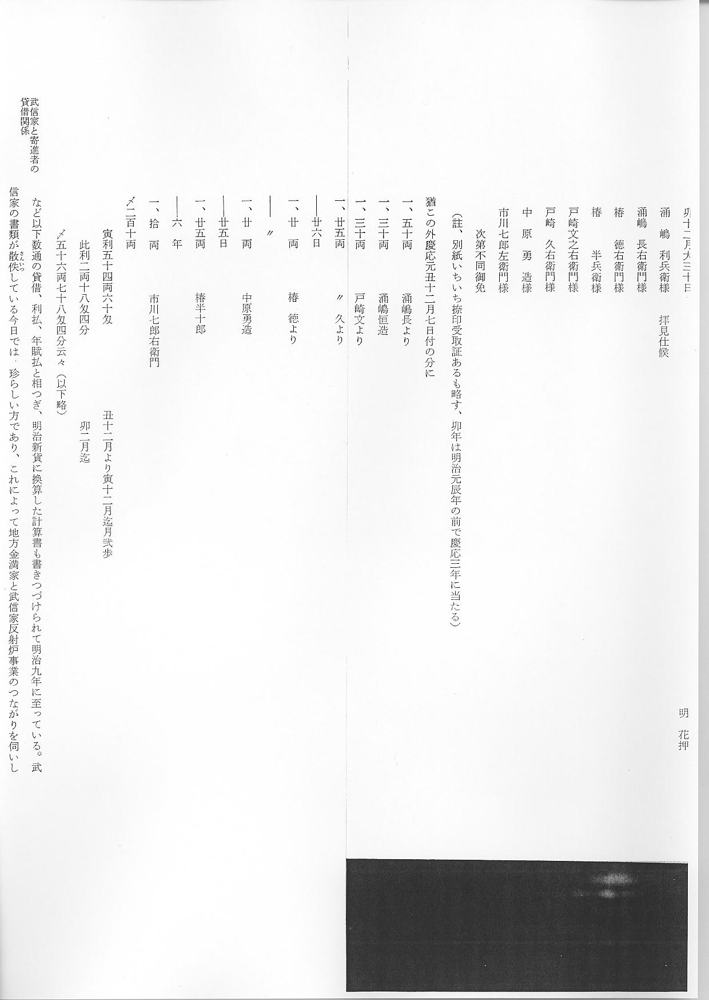 卯十二月大三十日　明　花押
涌嶋利兵衛様　拝見仕候
涌嶋　長右衛門様
椿　徳右衛門様
椿　半兵衛様
戸崎文之右衛門様
戸崎　久右衛門様
中原勇造様
市川七郎左衛門様
次第不同御免
（註、別紙いちいち捺印受取証あるも略す、卯年は明治元辰年の前で慶応三年に当たる）
猶この外慶応元丑十二月七日付の分に
一、五十両　涌嶋長より
一、三十両　涌嶋恒造
一、三十両　戸崎文より
一、廿五両　〃久より
――廿六日
一、廿両　椿　徳より
――〃
一、廿両　中原勇造
――廿五日
一、廿五両　椿半十郎
――六年
一、拾両　市川七郎右衛門
〆二百十両
寅利五十四両六十匁　丑十二月より寅十二月迄月弐歩
此利二両十八匁四分　卯二月迄
〆五十六両七十八匁四分云々（以下略）
武信家と寄進者の
貸借関係
など以下数通の貸借、利払、年賦払と相つぎ、明治新貨に換算した計算書も書きつづけられて明治九年に至っている。武
信家の書類が散佚さんいつしている今日では、珍らしい方であり、これによって地方金満家と武信家反射炉事業のつながりを伺いし